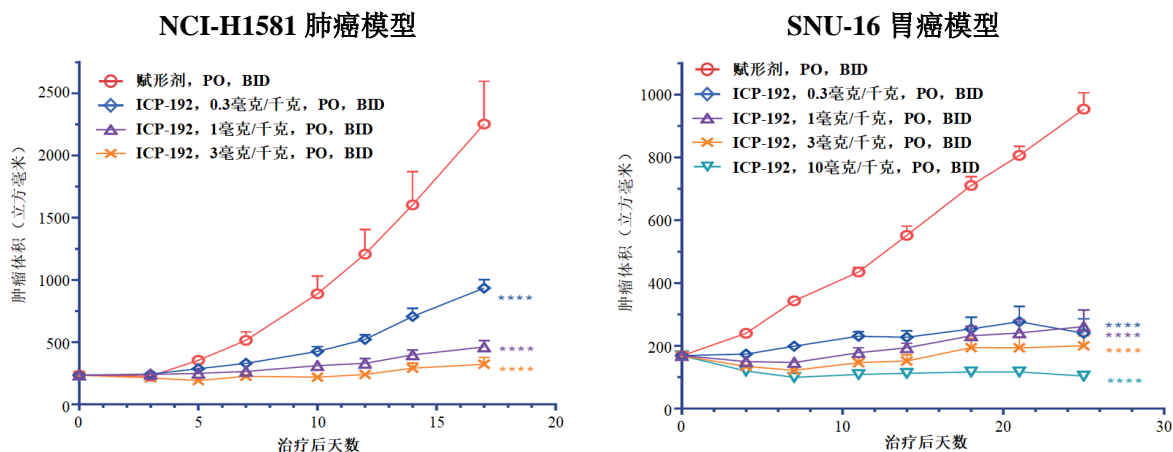 NCI-H1581 肺癌模型
赋形剂，PO，BID
ICP-192，0.3毫克/千克，PO，BID
ICP-192，1毫克/千克，PO，BID
ICP-192，3毫克/千克，PO，BID
肿瘤体积（立方毫米）
2500
2000
1500
1000
500
0
0
5
10
15
20
治疗后天数
****
****
****
SNU-16 胃癌模型
赋形剂，PO，BID
ICP-192，0.3毫克/千克，PO，BID
ICP-192，1毫克/千克，PO，BID
ICP-192，3毫克/千克，PO，BID
ICP-192，10毫克/千克，PO，BID
肿瘤体积（立方毫米）
1000
800
600
400
200
0
0
10
20
30
治疗后天数
****
****
****
****